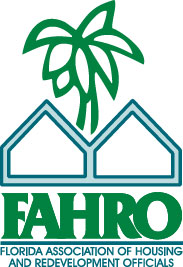 FAHRO
FLORIDA ASSOCIATION OF HOUSING
AND REDEVELOPMENT OFFICIALS